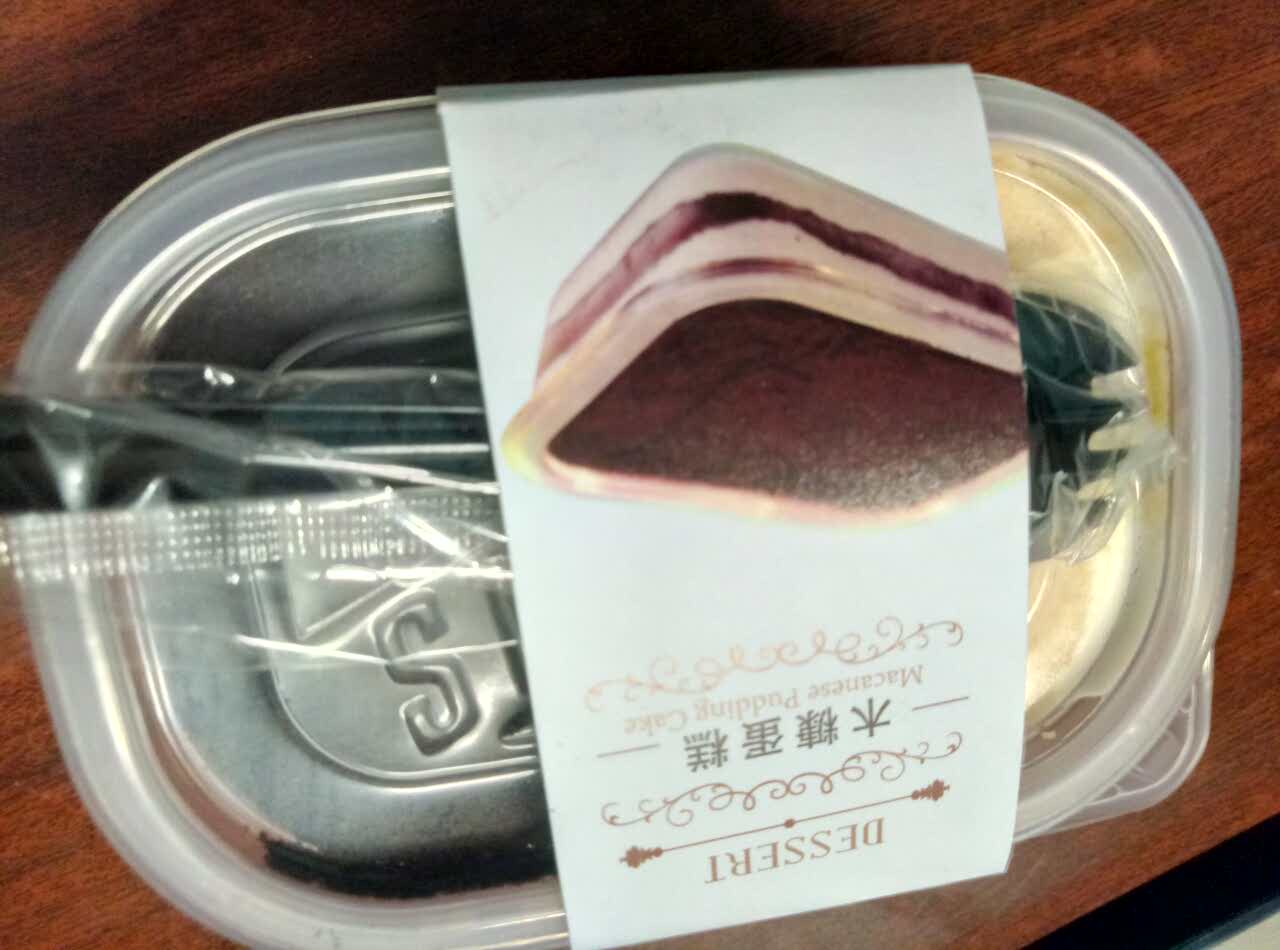 DESSERT
木糠蛋糕
Macanese Pudding Cake